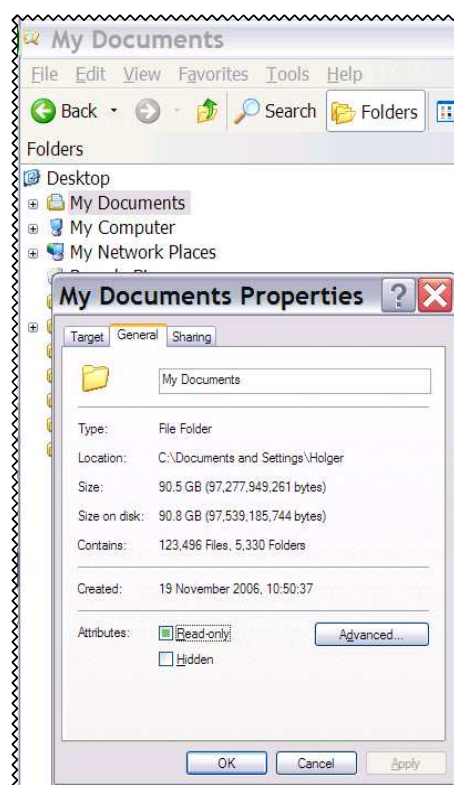 My Documents
File Edit View Favorites Tools Help
Back Search Folders
Folders
Desktop
My Documents
My Computer
My Network Places
My Documents Properties
Target General Sharing
My Documents
Type: File Folder
Location: C:\Documents and Settings\Holger
Size: 90.5 GB (97,277,949,261 bytes)
Size on disk: 90.8 GB (97,539,185,744 bytes)
Contains: 123,496 Files, 5,330 Folders
Created: 19 November 2006, 10:50:37
Attributes: Read-only Advanced...
Hidden
OK Cancel Apply